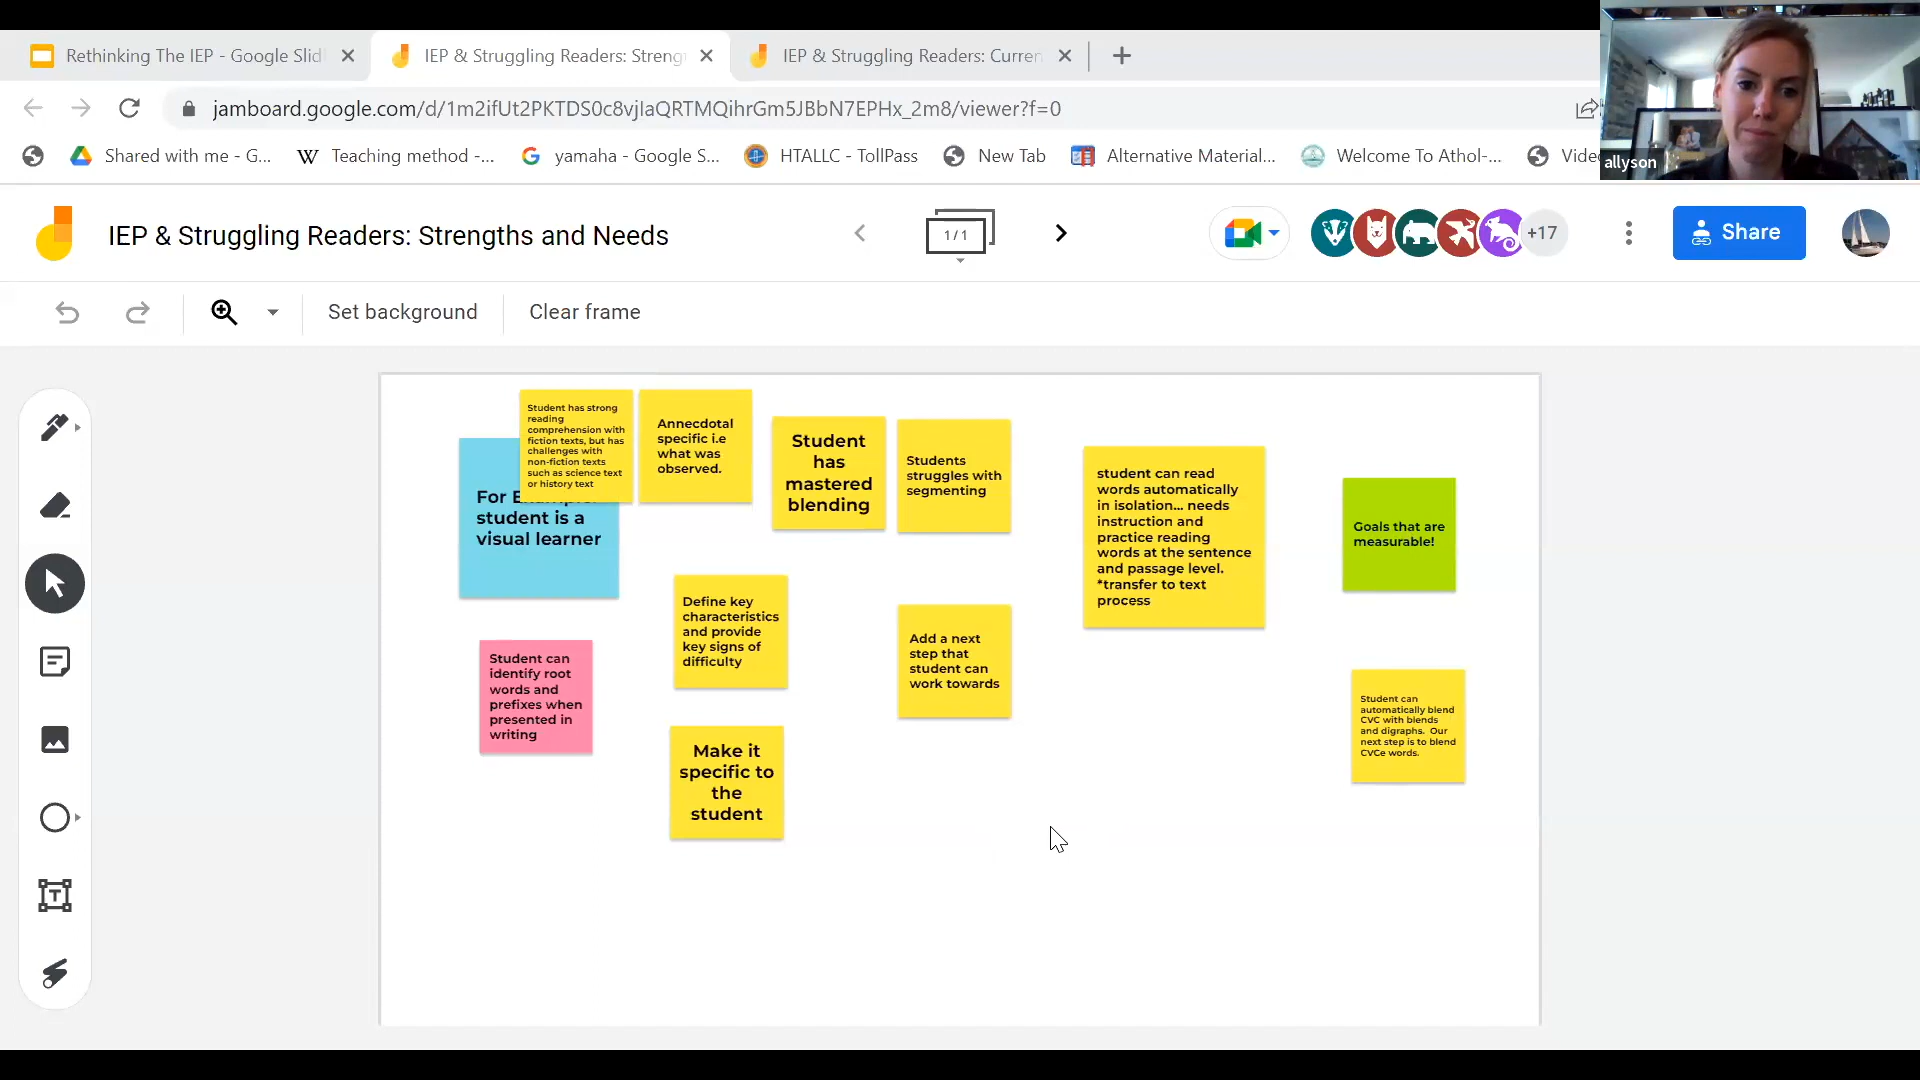 Rethinking The IEP - Google Slid
IEP & Struggling Readers: Streng
IEP & Struggling Readers: Curren
jamboard.google.com/d/1m2ifUt2PKTDS0c8vjIaQRTMQihrGm5JBbN7EPHx_2m8/viewer?f=0
Shared with me - G...
Teaching method -...
yamaha - Google S...
HTALLC - TollPass
New Tab
Alternative Material...
Welcome To Athol-...
allyson
IEP & Struggling Readers: Strengths and Needs
1 / 1
+17
Share
Set background
Clear frame
Student has strong
reading
comprehension with
fiction texts, but has
challenges with
non-fiction texts
such as science text
or history text
For
student is a
visual learner
Annecdotal
specific i.e
what was
observed.
Student
has
mastered
blending
Students
struggles with
segmenting
student can read
words automatically
in isolation... needs
instruction and
practice reading
words at the sentence
and passage level.
*transfer to text
process
Goals that are
measurable!
Define key
characteristics
and provide
key signs of
difficulty
Add a next
step that
student can
work towards
Student can
identify root
words and
prefixes when
presented in
writing
Student can
automatically blend
CVC with blends
and digraphs. Our
next step is to blend
CVCe words.
Make it
specific to
the
student